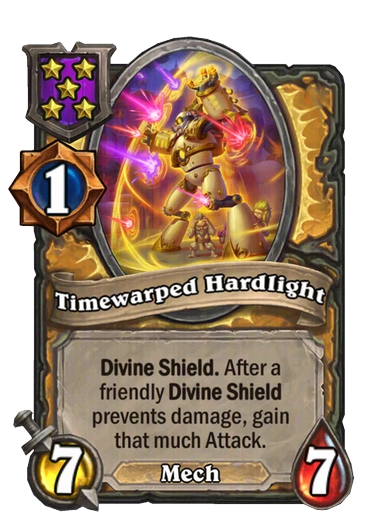 1
Timewarped Hardlight
Divine Shield. After a
friendly Divine Shield
prevents damage, gain
that much Attack.
7
Mech
7